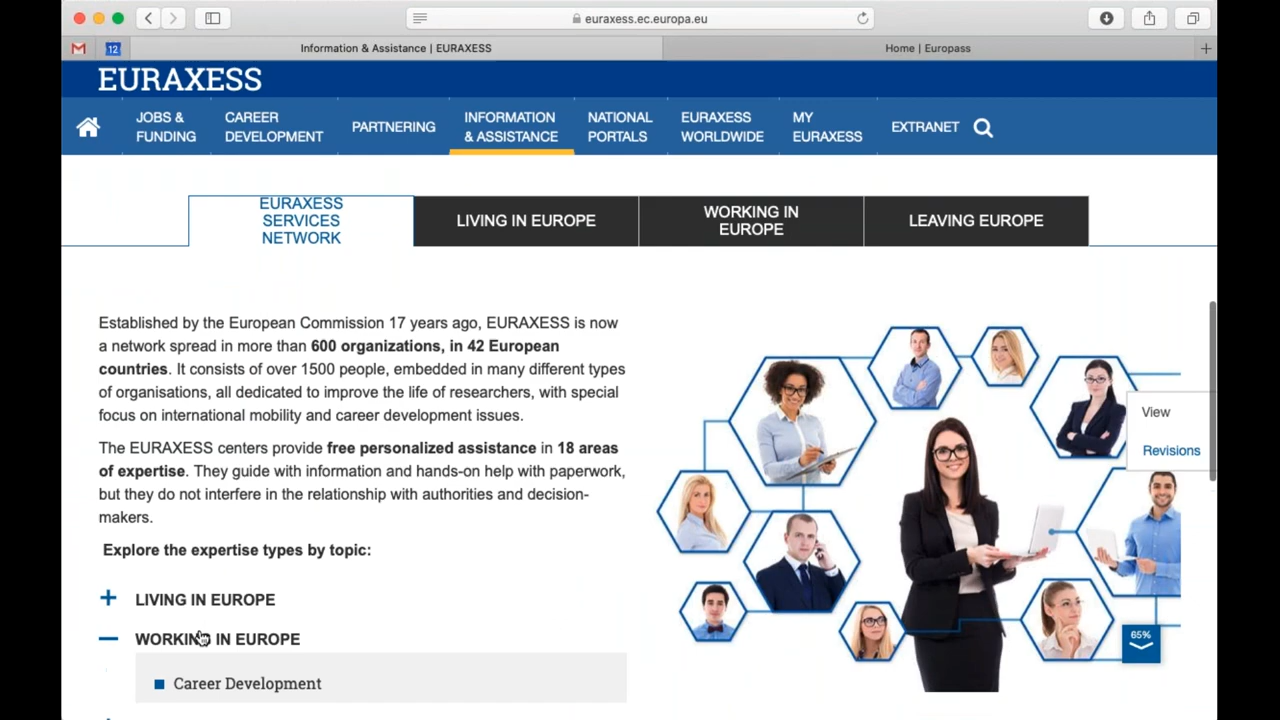 euraxess.ec.europa.eu
12
Information & Assistance | EURAXESS
Home | Europass
EURAXESS
JOBS &
FUNDING
CAREER
DEVELOPMENT
PARTNERING
INFORMATION
& ASSISTANCE
NATIONAL
PORTALS
EURAXESS
WORLDWIDE
MY
EURAXESS
EXTRANET
EURAXESS
SERVICES
NETWORK
LIVING IN EUROPE
WORKING IN
EUROPE
LEAVING EUROPE
Established by the European Commission 17 years ago, EURAXESS is now
a network spread in more than 600 organizations, in 42 European
countries. It consists of over 1500 people, embedded in many different types
of organisations, all dedicated to improve the life of researchers, with special
focus on international mobility and career development issues.
The EURAXESS centers provide free personalized assistance in 18 areas
of expertise. They guide with information and hands-on help with paperwork,
but they do not interfere in the relationship with authorities and decision-
makers.
Explore the expertise types by topic:
LIVING IN EUROPE
WORKING IN EUROPE
Career Development
View
Revisions
65%